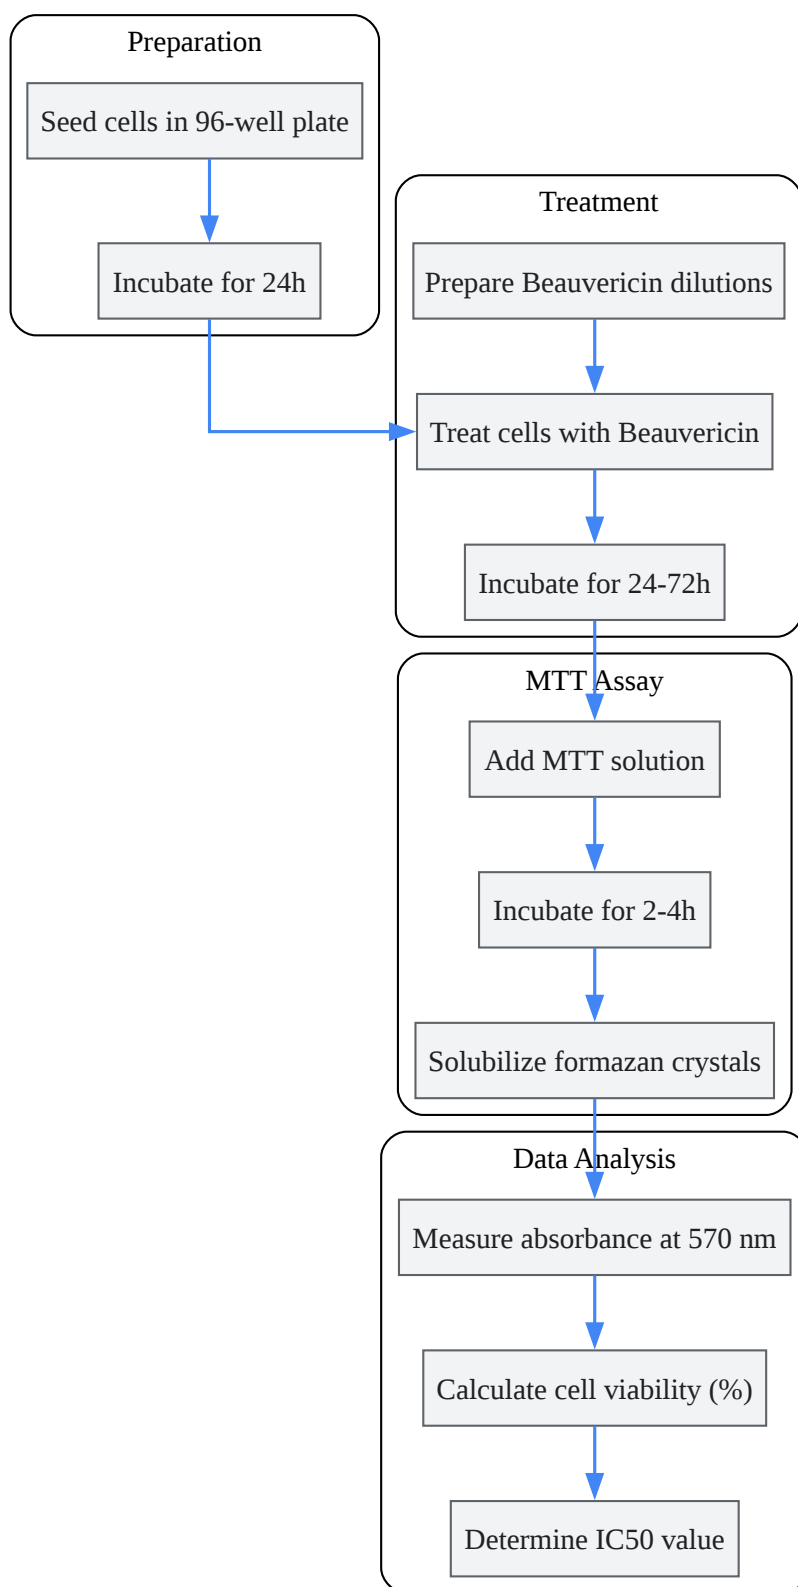 Preparation
Seed cells in 96-well plate
Incubate for 24h
Treatment
Prepare Beauvericin dilutions
Treat cells with Beauvericin
Incubate for 24-72h
MTT Assay
Add MTT solution
Incubate for 2-4h
Solubilize formazan crystals
Data Analysis
Measure absorbance at 570 nm
Calculate cell viability (%)
Determine IC50 value